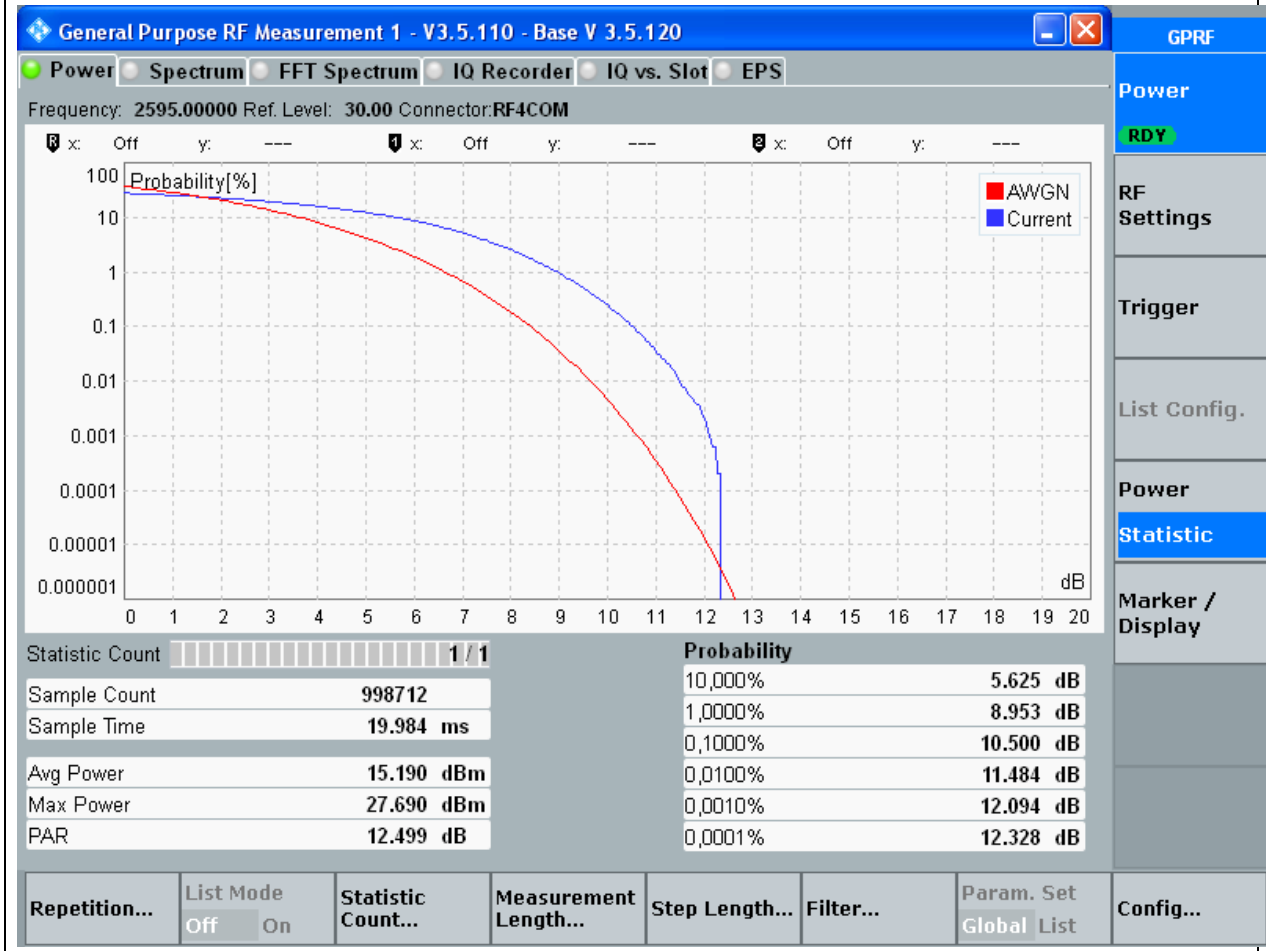 General Purpose RF Measurement 1 - V3.5.110 - Base V 3.5.120
GPRF
Power Spectrum FFT Spectrum IQ Recorder IQ vs. Slot EPS
Frequency: 2595.00000 Ref. Level: 30.00 Connector:RF4COM
R x: Off y: --- 1 x: Off y: --- 2 x: Off y: ---
Probability[%]
AWGN
Current
100
10
1
0.1
0.01
0.001
0.0001
0.00001
0.000001
dB
0 1 2 3 4 5 6 7 8 9 10 11 12 13 14 15 16 17 18 19 20
Statistic Count 1 / 1
Sample Count 998712
Sample Time 19.984 ms
Avg Power 15.190 dBm
Max Power 27.690 dBm
PAR 12.499 dB
Probability
10,000% 5.625 dB
1,0000% 8.953 dB
0,1000% 10.500 dB
0,0100% 11.484 dB
0,0010% 12.094 dB
0,0001% 12.328 dB
Power
RDY
RF
Settings
Trigger
List Config.
Power
Statistic
Marker /
Display
Repetition...
List Mode
Off On
Statistic
Count...
Measurement
Length...
Step Length...
Filter...
Param. Set
Global List
Config...